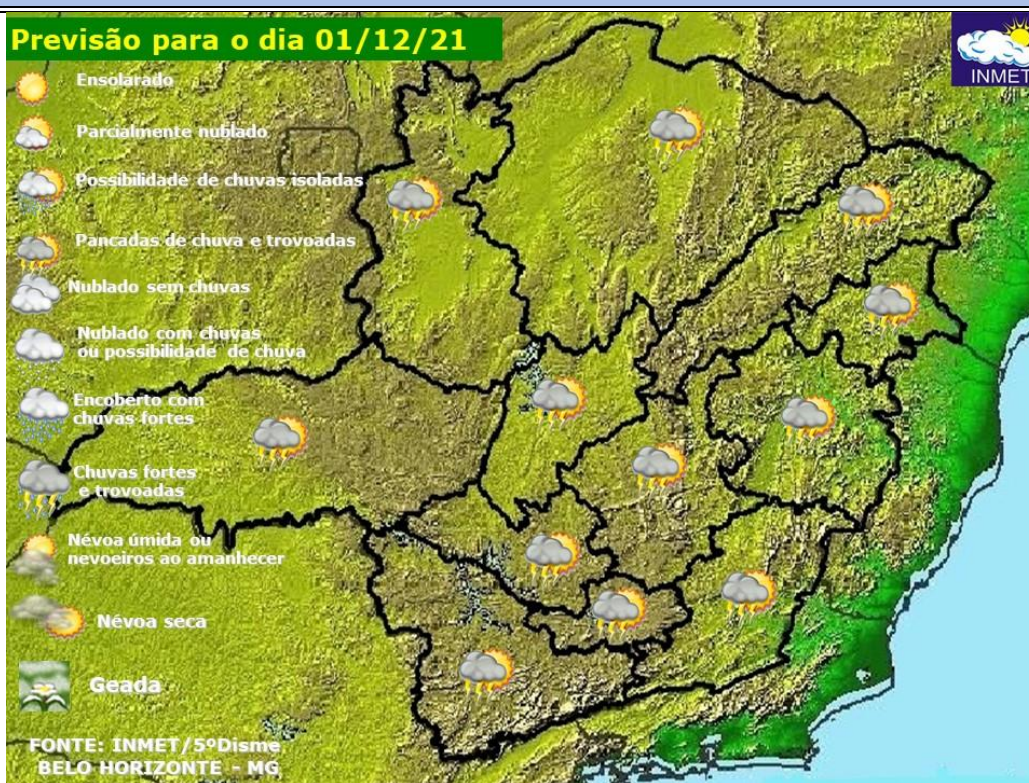 Previsão para o dia 01/12/21
INMET
Ensolarado
Parcialmente nublado
Possibilidade de chuvas isoladas
Pancadas de chuva e trovoadas
Nublado sem chuvas
Nublado com chuvas
ou possibilidade de chuva
Encoberto com
chuvas fortes
Chuvas fortes
e trovoadas
Névoa úmida ou
nevoeiros ao amanhecer
Névoa seca
Geada
FONTE: INMET/5ºDisme
BELO HORIZONTE - MG